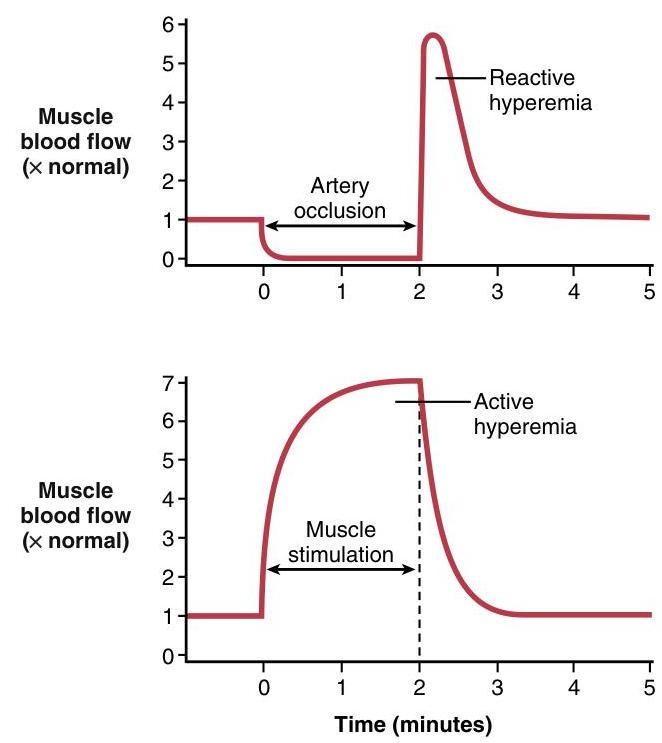 6
5
4
3
2
1
0
Muscle
blood flow
(× normal)
Reactive
hyperemia
Artery
occlusion
0 1 2 3 4 5
7
6
5
4
3
2
1
0
Muscle
blood flow
(× normal)
Active
hyperemia
Muscle
stimulation
0 1 2 3 4 5
Time (minutes)